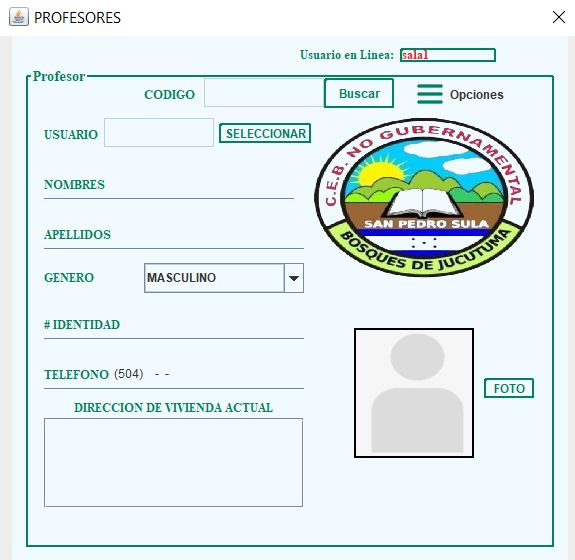 PROFESORES
Usuario en Linea: sala1
Profesor
CODIGO
Buscar
Opciones
USUARIO
SELECCIONAR
C.E.B. NO GUBERNAMENTAL
SAN PEDRO SULA
BOSQUES DE JUCUTUMA
NOMBRES
APELLIDOS
GENERO
MASCULINO
# IDENTIDAD
TELEFONO (504) - -
FOTO
DIRECCION DE VIVIENDA ACTUAL